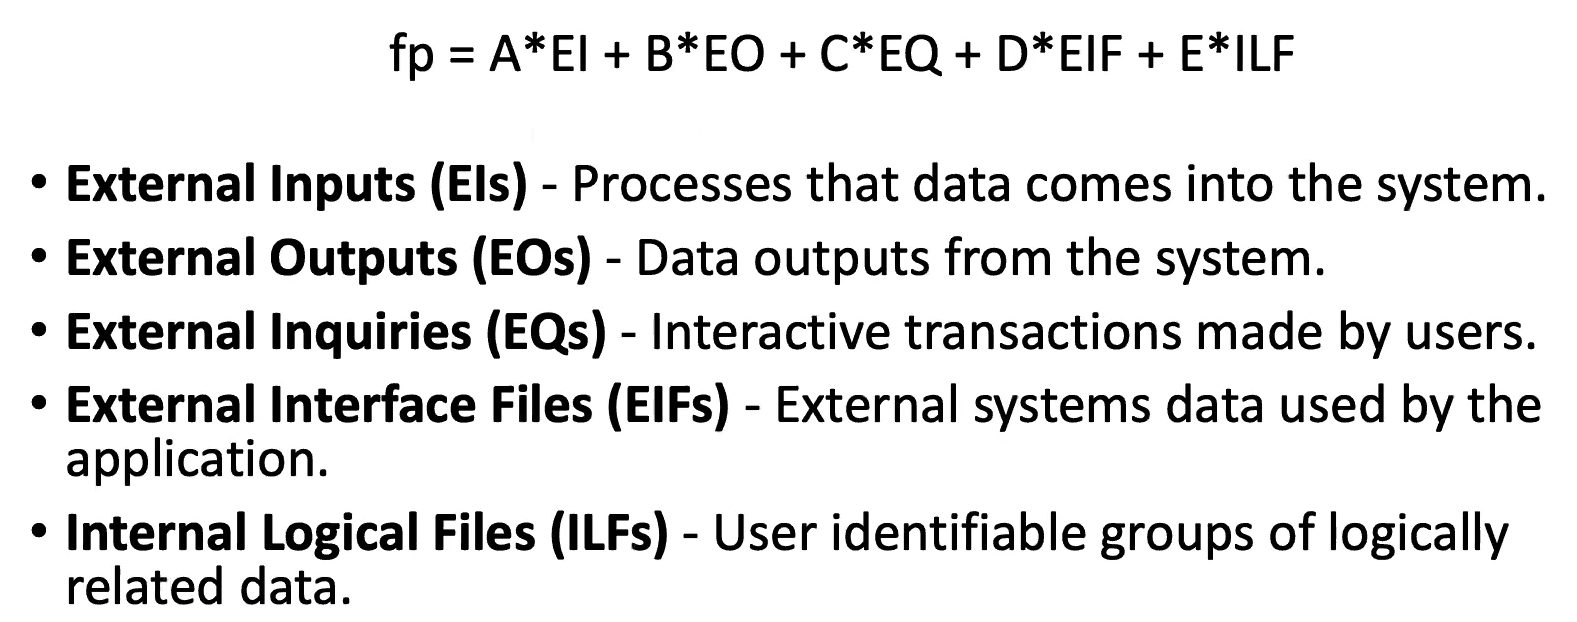 fp = A*EI + B*EO + C*EQ + D*EIF + E*ILF
• External Inputs (EIs) - Processes that data comes into the system.
• External Outputs (EOs) - Data outputs from the system.
• External Inquiries (EQs) - Interactive transactions made by users.
• External Interface Files (EIFs) - External systems data used by the
application.
• Internal Logical Files (ILFs) - User identifiable groups of logically
related data.